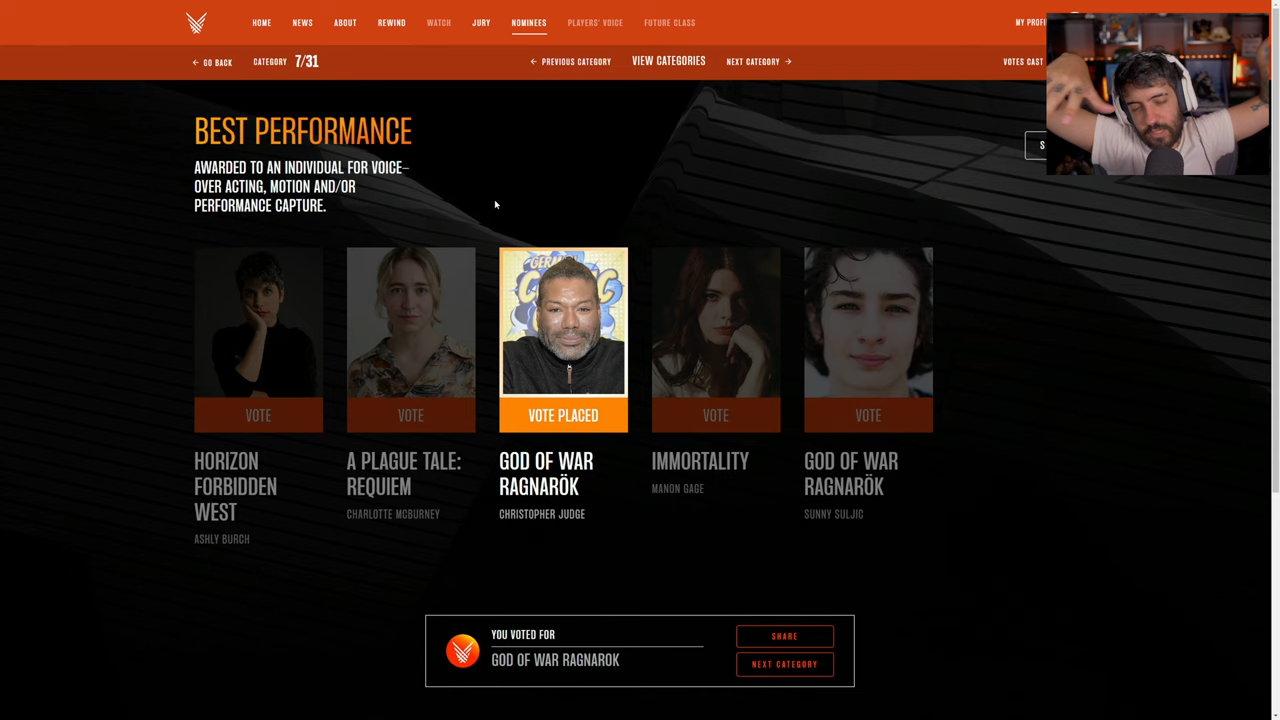 HOME NEWS ABOUT REWIND WATCH JURY NOMINEES PLAYERS' VOICE FUTURE CLASS
← GO BACK CATEGORY 7/31 ← PREVIOUS CATEGORY VIEW CATEGORIES NEXT CATEGORY → VOTES CAST
BEST PERFORMANCE
AWARDED TO AN INDIVIDUAL FOR VOICE-
OVER ACTING, MOTION AND/OR
PERFORMANCE CAPTURE.
VOTE VOTE VOTE PLACED VOTE VOTE
HORIZON
FORBIDDEN
WEST
ASHLY BURCH
A PLAGUE TALE:
REQUIEM
CHARLOTTE MCBURNEY
GOD OF WAR
RAGNARÖK
CHRISTOPHER JUDGE
IMMORTALITY
MANON GAGE
GOD OF WAR
RAGNARÖK
SUNNY SULJIC
YOU VOTED FOR
GOD OF WAR RAGNAROK
SHARE
NEXT CATEGORY